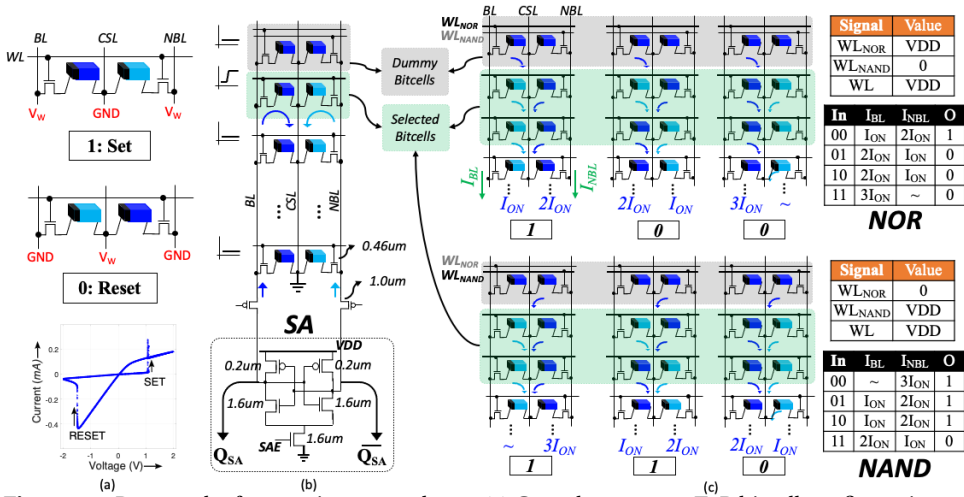 BL CSL NBL
WL
V_W GND V_W
1: Set
GND V_W GND
0: Reset
Current (mA)
0.2
0
-0.2
-0.4
SET
RESET
-2 -1 0 1 2
Voltage (V)
(a)
BL
CSL
NBL
0.46um
1.0um
SA
VDD
0.2um 0.2um
1.6um 1.6um
SAE 1.6um
Q_SA Q_SA
(b)
Dummy
Bitcells
Selected
Bitcells
BL CSL NBL
WL_NOR
WL_NAND
I_BL I_NBL
I_ON 2I_ON 2I_ON I_ON 3I_ON ~
1 0 0
Signal Value
WL_NOR VDD
WL_NAND 0
WL VDD
In I_BL I_NBL O
00 I_ON 2I_ON 1
01 2I_ON I_ON 0
10 2I_ON I_ON 0
11 3I_ON ~ 0
NOR
WL_NOR
WL_NAND
~ 3I_ON I_ON 2I_ON 2I_ON I_ON
1 1 0
(c)
Signal Value
WL_NOR 0
WL_NAND VDD
WL VDD
In I_BL I_NBL O
00 ~ 3I_ON 1
01 I_ON 2I_ON 1
10 I_ON 2I_ON 1
11 2I_ON I_ON 0
NAND